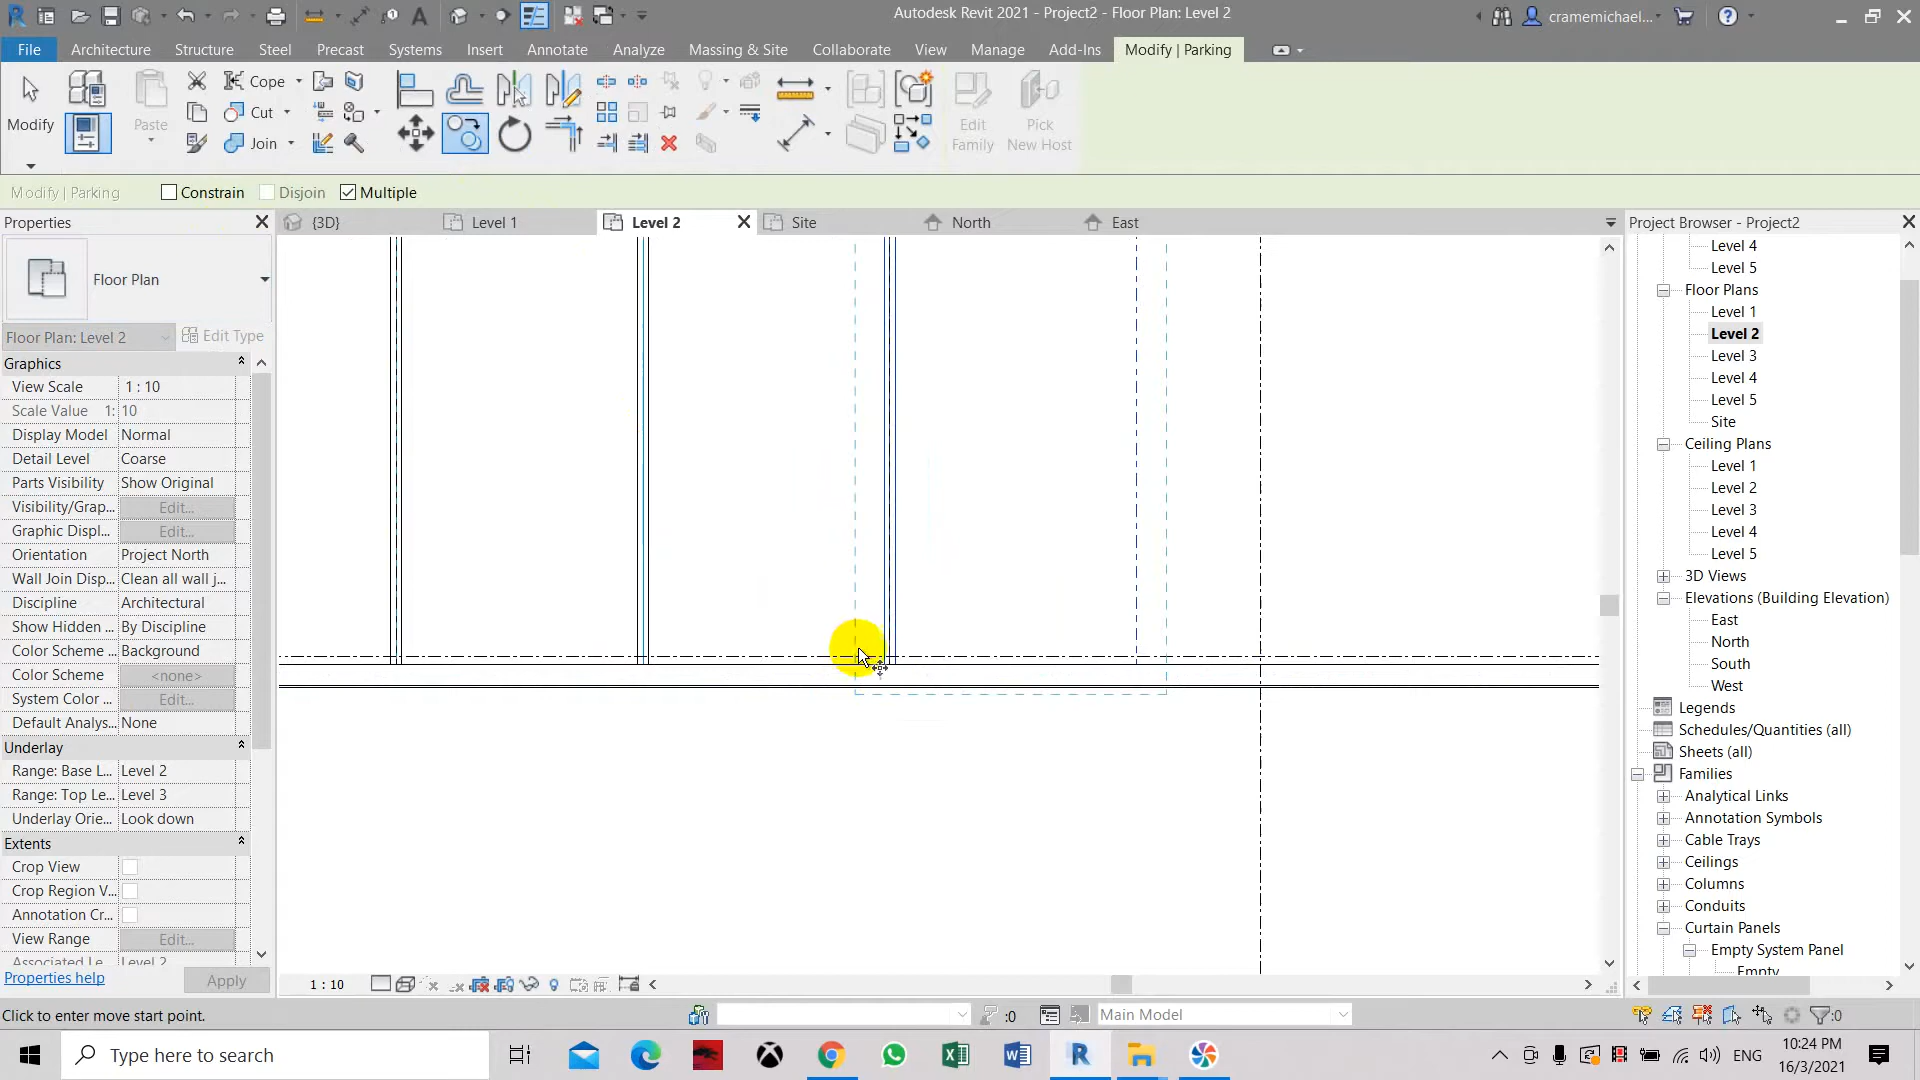 Autodesk Revit 2021 - Project2 - Floor Plan: Level 2
cramemichael...
File Architecture Structure Steel Precast Systems Insert Annotate Analyze Massing & Site Collaborate View Manage Add-Ins Modify | Parking
Modify
Paste
Cope
Cut
Join
Edit Family
Pick New Host
Modify | Parking Constrain Disjoin Multiple
Properties
{3D} Level 1 Level 2 Site North East
Project Browser - Project2
Floor Plan
Floor Plan: Level 2 Edit Type
Graphics
View Scale 1 : 10
Scale Value 1: 10
Display Model Normal
Detail Level Coarse
Parts Visibility Show Original
Visibility/Grap... Edit...
Graphic Displ... Edit...
Orientation Project North
Wall Join Disp... Clean all wall j...
Discipline Architectural
Show Hidden ... By Discipline
Color Scheme ... Background
Color Scheme <none>
System Color ... Edit...
Default Analys... None
Underlay
Range: Base L... Level 2
Range: Top Le... Level 3
Underlay Orie... Look down
Extents
Crop View
Crop Region V...
Annotation Cr...
View Range Edit...
Associated Le Level 2
Properties help Apply
Level 4
Level 5
Floor Plans
Level 1
Level 2
Level 3
Level 4
Level 5
Site
Ceiling Plans
Level 1
Level 2
Level 3
Level 4
Level 5
3D Views
Elevations (Building Elevation)
East
North
South
West
Legends
Schedules/Quantities (all)
Sheets (all)
Families
Analytical Links
Annotation Symbols
Cable Trays
Ceilings
Columns
Conduits
Curtain Panels
Empty System Panel
Empty
1 : 10
Click to enter move start point.
:0
Main Model
:0
Type here to search
ENG
10:24 PM
16/3/2021